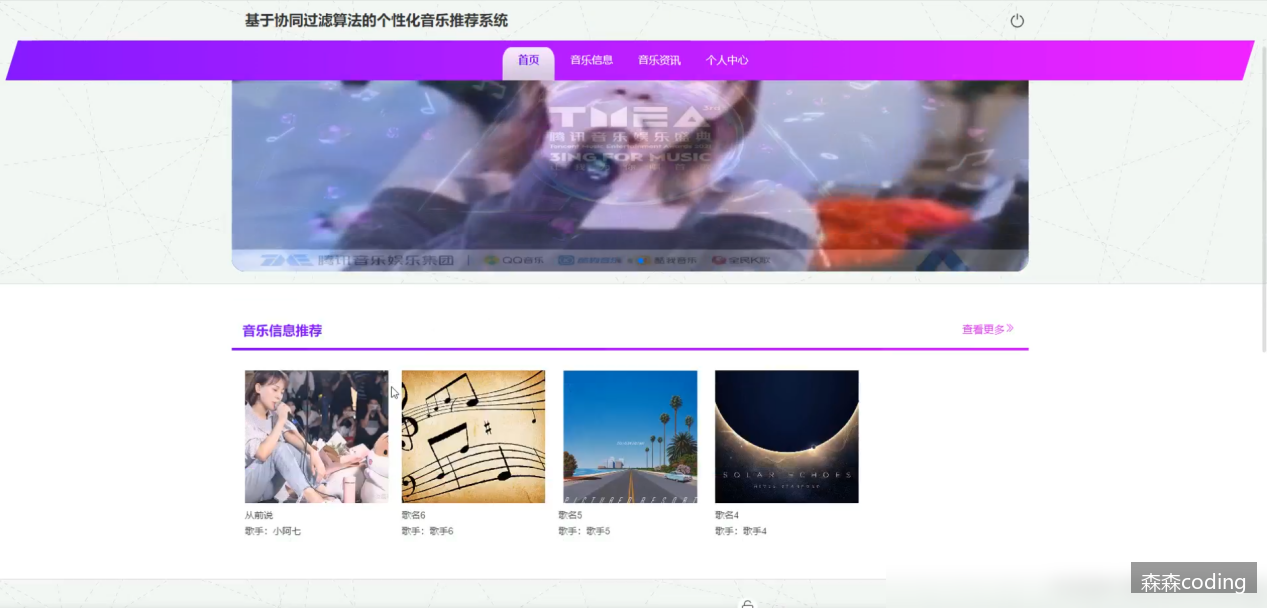 基于协同过滤算法的个性化音乐推荐系统
首页 音乐信息 音乐资讯 个人中心
TMEA
腾讯音乐娱乐盛典
SING FOR MUSIC
腾讯音乐娱乐集团 QQ音乐 酷狗音乐 酷我音乐 全民K歌
音乐信息推荐 查看更多
SOLAR ECHOES
从前说 歌名6 歌名5 歌名4
歌手：小阿七 歌手：歌手6 歌手：歌手5 歌手：歌手4
森森coding